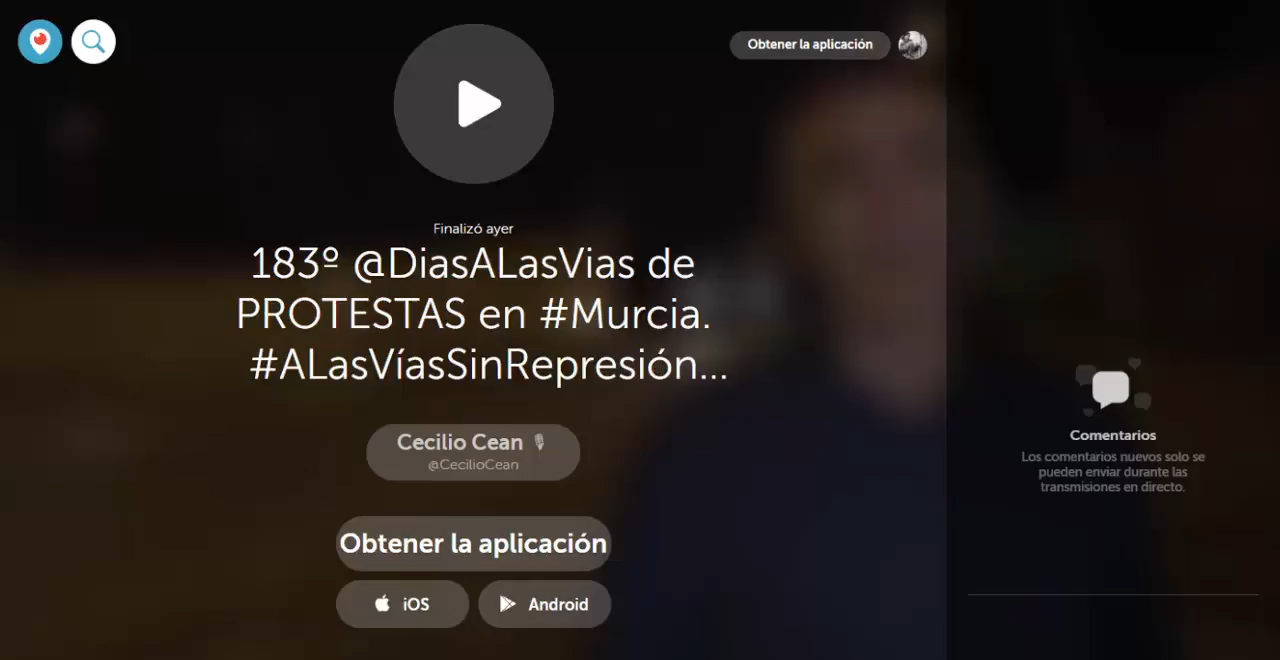 Obtener la aplicación
Finalizó ayer
183º @DiasALasVias de
PROTESTAS en #Murcia.
#ALasVíasSinRepresión...
Cecilio Cean 🎙
@CecilioCean
Obtener la aplicación
iOS
Android
Comentarios
Los comentarios nuevos solo se
pueden enviar durante las
transmisiones en directo.